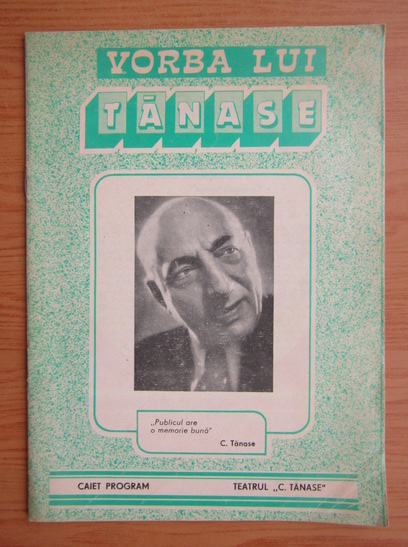 VORBA LUI
TĂNASE
„Publicul are
o memorie bună"
C. Tănase
CAIET PROGRAM TEATRUL „C. TĂNASE"